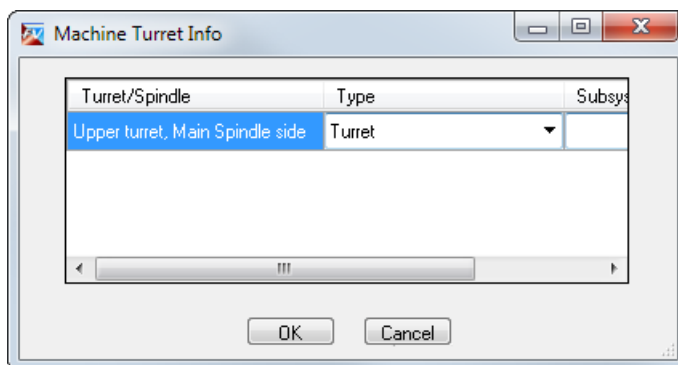 Machine Turret Info
Turret/Spindle Type Subsys
Upper turret, Main Spindle side Turret
OK Cancel